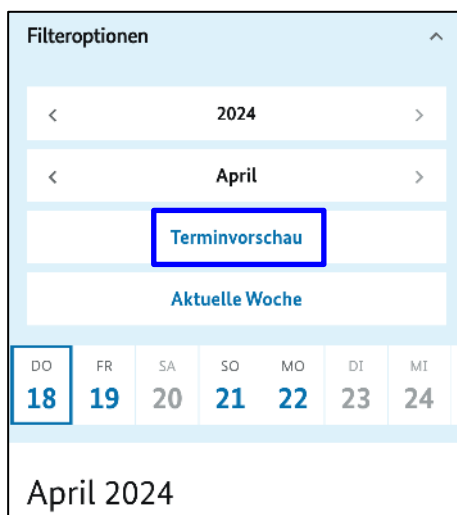 Filteroptionen
2024
April
Terminvorschau
Aktuelle Woche
DO FR SA SO MO DI MI
18 19 20 21 22 23 24
April 2024